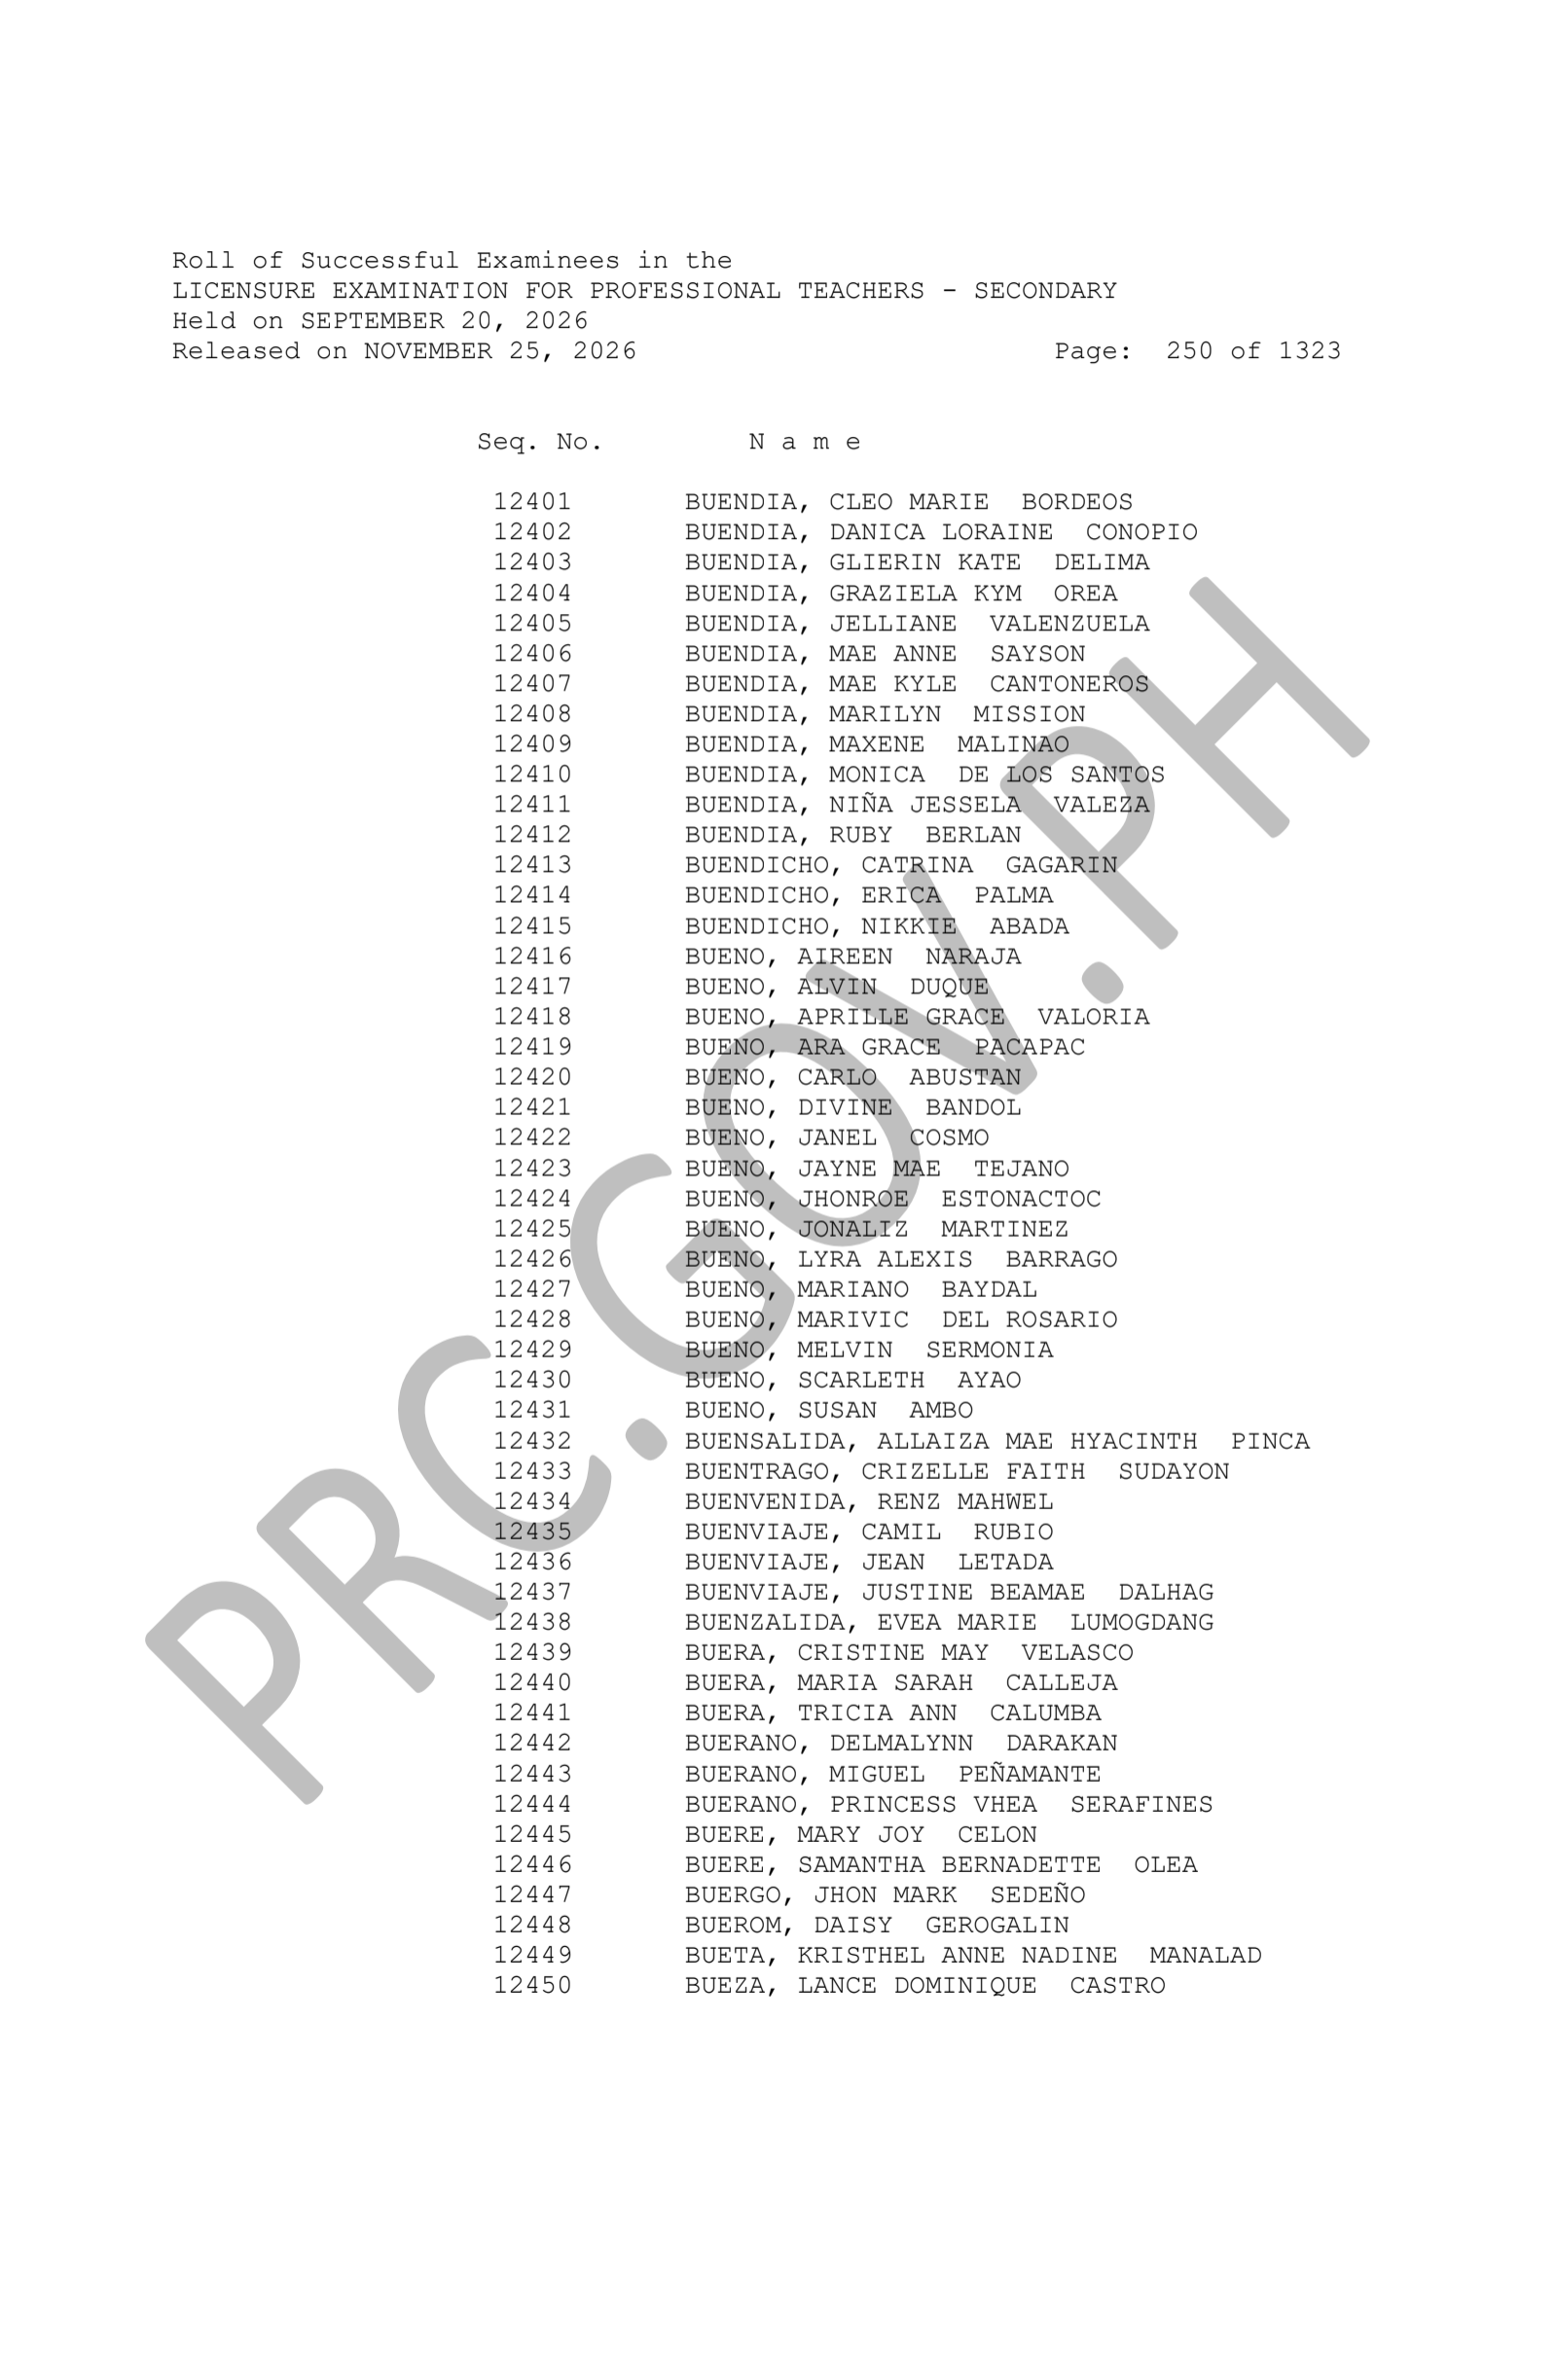 Roll of Successful Examinees in the
LICENSURE EXAMINATION FOR PROFESSIONAL TEACHERS - SECONDARY
Held on SEPTEMBER 20, 2026
Released on NOVEMBER 25, 2026 Page: 250 of 1323
Seq. No. N a m e
12401 BUENDIA, CLEO MARIE BORDEOS
12402 BUENDIA, DANICA LORAINE CONOPIO
12403 BUENDIA, GLIERIN KATE DELIMA
12404 BUENDIA, GRAZIELA KYM OREA
12405 BUENDIA, JELLIANE VALENZUELA
12406 BUENDIA, MAE ANNE SAYSON
12407 BUENDIA, MAE KYLE CANTONEROS
12408 BUENDIA, MARILYN MISSION
12409 BUENDIA, MAXENE MALINAO
12410 BUENDIA, MONICA DE LOS SANTOS
12411 BUENDIA, NIÑA JESSELA VALEZA
12412 BUENDIA, RUBY BERLAN
12413 BUENDICHO, CATRINA GAGARIN
12414 BUENDICHO, ERICA PALMA
12415 BUENDICHO, NIKKIE ABADA
12416 BUENO, AIREEN NARAJA
12417 BUENO, ALVIN DUQUE
12418 BUENO, APRILLE GRACE VALORIA
12419 BUENO, ARA GRACE PACAPAC
12420 BUENO, CARLO ABUSTAN
12421 BUENO, DIVINE BANDOL
12422 BUENO, JANEL COSMO
12423 BUENO, JAYNE MAE TEJANO
12424 BUENO, JHONROE ESTONACTOC
12425 BUENO, JONALIZ MARTINEZ
12426 BUENO, LYRA ALEXIS BARRAGO
12427 BUENO, MARIANO BAYDAL
12428 BUENO, MARIVIC DEL ROSARIO
12429 BUENO, MELVIN SERMONIA
12430 BUENO, SCARLETH AYAO
12431 BUENO, SUSAN AMBO
12432 BUENSALIDA, ALLAIZA MAE HYACINTH PINCA
12433 BUENTRAGO, CRIZELLE FAITH SUDAYON
12434 BUENVENIDA, RENZ MAHWEL
12435 BUENVIAJE, CAMIL RUBIO
12436 BUENVIAJE, JEAN LETADA
12437 BUENVIAJE, JUSTINE BEAMAE DALHAG
12438 BUENZALIDA, EVEA MARIE LUMOGDANG
12439 BUERA, CRISTINE MAY VELASCO
12440 BUERA, MARIA SARAH CALLEJA
12441 BUERA, TRICIA ANN CALUMBA
12442 BUERANO, DELMALYNN DARAKAN
12443 BUERANO, MIGUEL PEÑAMANTE
12444 BUERANO, PRINCESS VHEA SERAFINES
12445 BUERE, MARY JOY CELON
12446 BUERE, SAMANTHA BERNADETTE OLEA
12447 BUERGO, JHON MARK SEDEÑO
12448 BUEROM, DAISY GEROGALIN
12449 BUETA, KRISTHEL ANNE NADINE MANALAD
12450 BUEZA, LANCE DOMINIQUE CASTRO
PRC.GOV.PH